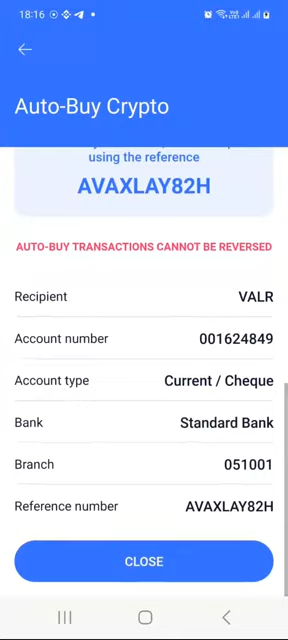 18:16
Auto-Buy Crypto
using the reference
AVAXLAY82H
AUTO-BUY TRANSACTIONS CANNOT BE REVERSED
Recipient VALR
Account number 001624849
Account type Current / Cheque
Bank Standard Bank
Branch 051001
Reference number AVAXLAY82H
CLOSE